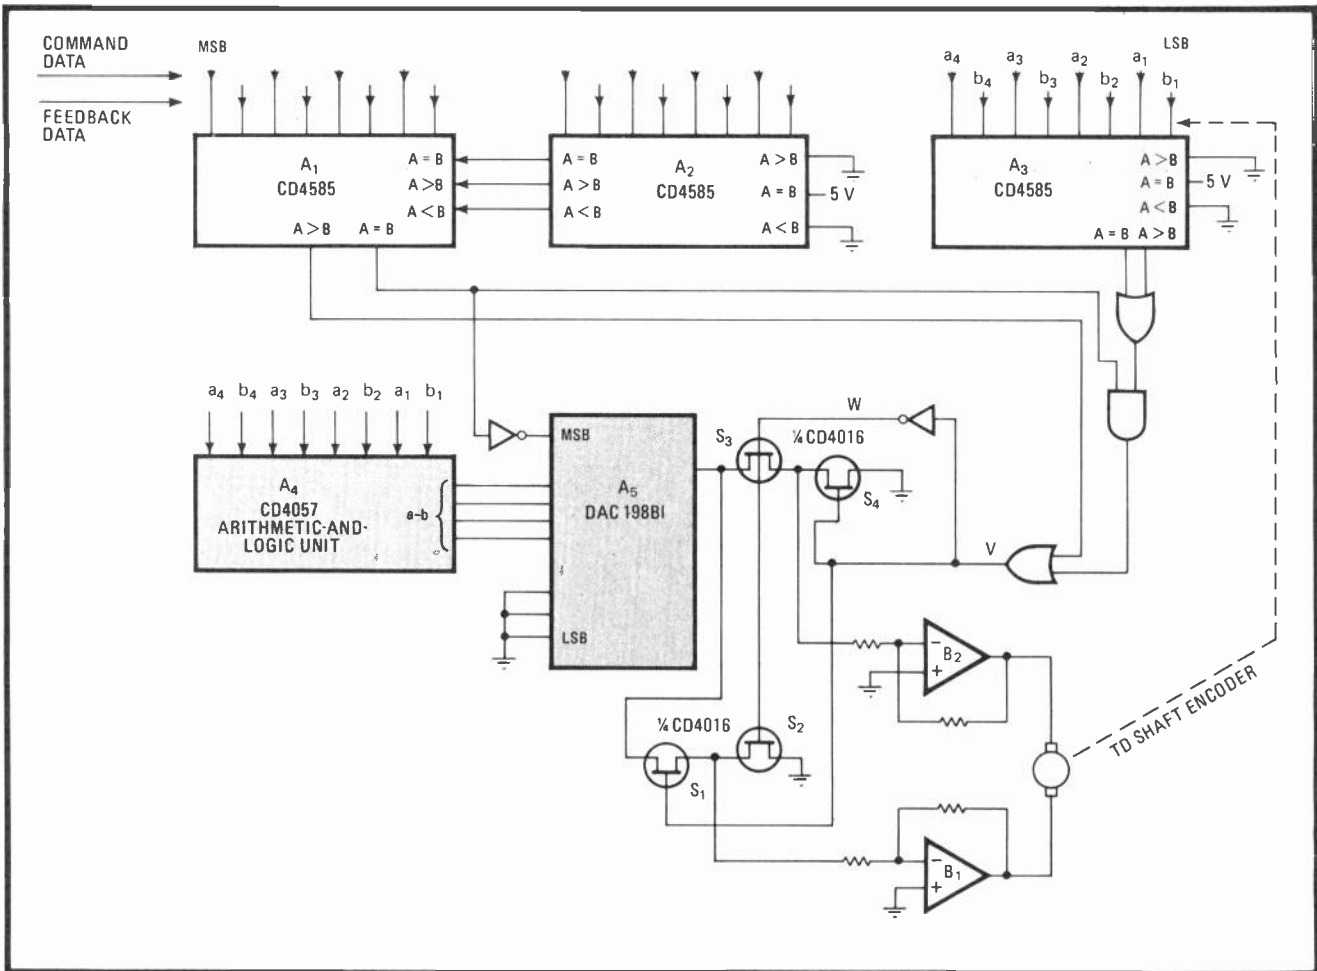 COMMAND
DATA
MSB
FEEDBACK
DATA
LSB
a4 b4 a3 b3 a2 b2 a1 b1
A1
CD4585
A = B
A > B
A < B
A > B A = B
A = B
A > B
A < B
A2
CD4585
A > B
A = B
A < B
5 V
A3
CD4585
A > B
A = B
A < B
5 V
A = B A > B
a4 b4 a3 b3 a2 b2 a1 b1
A4
CD4057
ARITHMETIC-AND-
LOGIC UNIT
a-b
MSB
A5
DAC 198BI
LSB
S3
¼ CD4016
W
S4
V
¼ CD4016
S2
S1
B2
- 
+
B1
-
+
TD SHAFT ENCODER